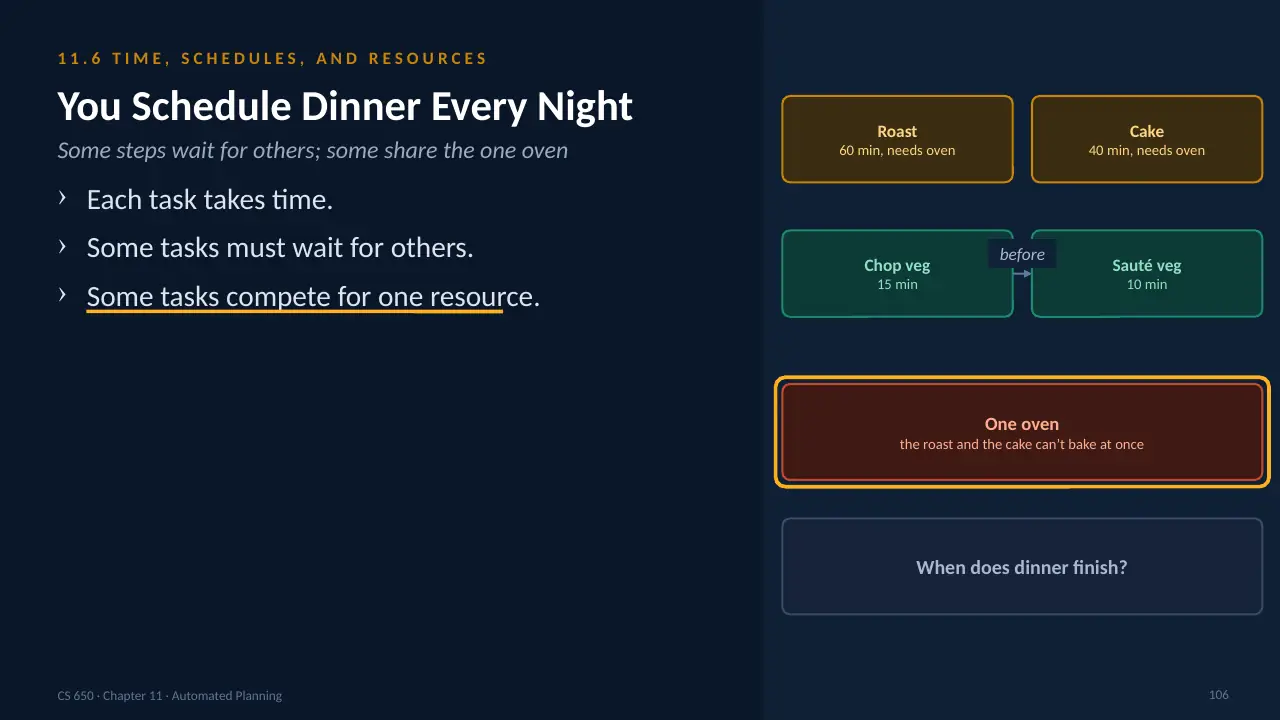 11.6 TIME, SCHEDULES, AND RESOURCES
You Schedule Dinner Every Night
Some steps wait for others; some share the one oven
› Each task takes time.
› Some tasks must wait for others.
› Some tasks compete for one resource.
Roast
60 min, needs oven
Cake
40 min, needs oven
Chop veg
15 min
before
Sauté veg
10 min
One oven
the roast and the cake can't bake at once
When does dinner finish?
CS 650 · Chapter 11 · Automated Planning
106